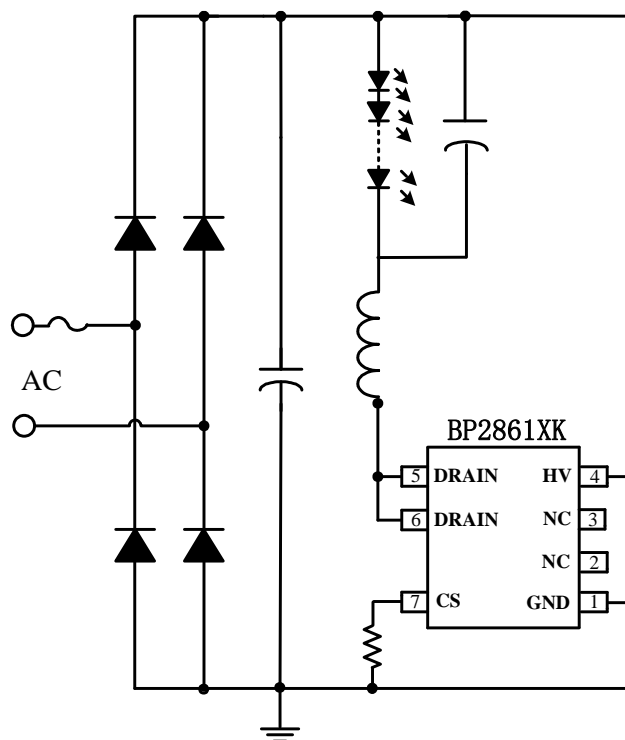 AC
BP2861XK
5 DRAIN HV 4
6 DRAIN NC 3
NC 2
7 CS GND 1